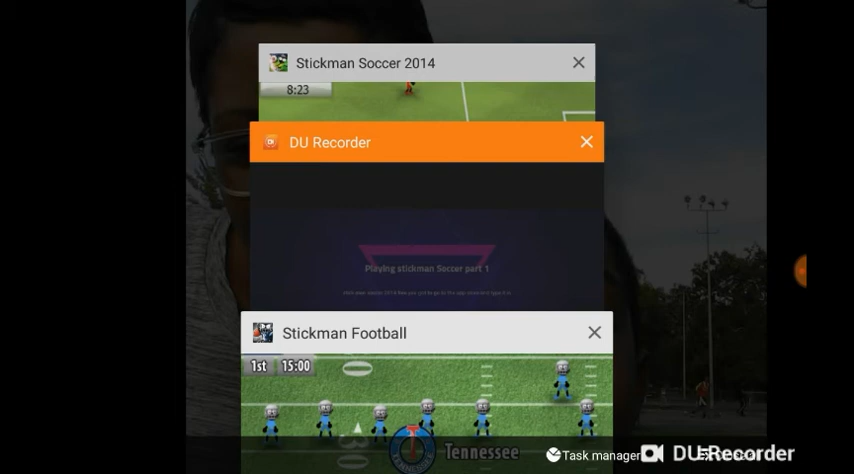 Stickman Soccer 2014
8:23
DU Recorder
Playing stickman Soccer part 1
Stickman Football
1st 15:00
Tennessee
TENNESSEE
Task manager
DU Recorder